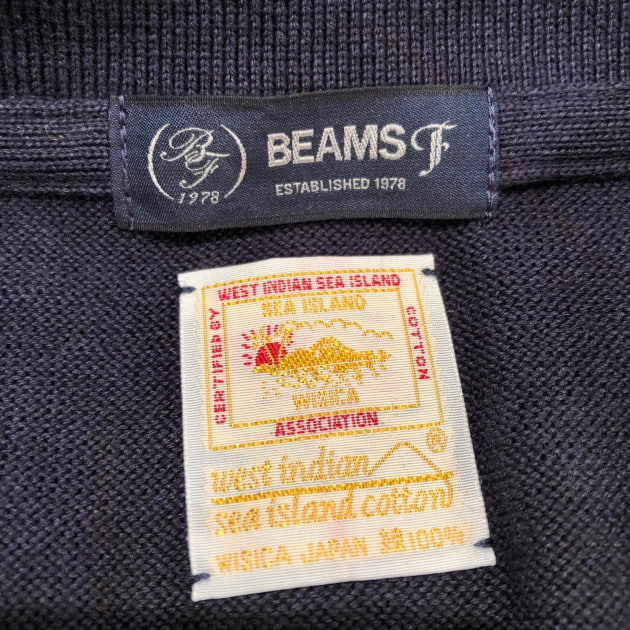 BF
1978
BEAMS F
ESTABLISHED 1978
WEST INDIAN SEA ISLAND
CERTIFIED BY
SEA ISLAND
WISICA
COTTON
ASSOCIATION
west indian ®
sea island cotton
WISICA JAPAN 綿100%